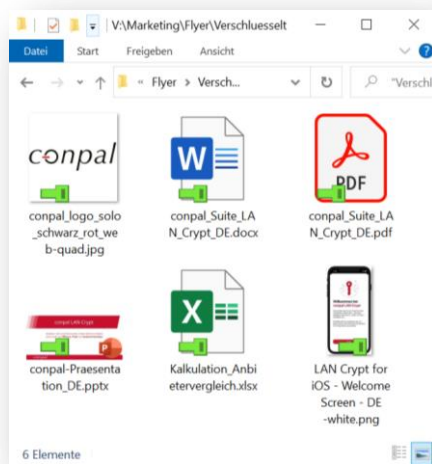 V:\Marketing\Flyer\Verschluesselt
Datei Start Freigeben Ansicht
« Flyer > Versch...
"Verschl
conpal
W
PDF
conpal_logo_solo
_schwarz_rot_we
b-quad.jpg
conpal_Suite_LA
N_Crypt_DE.docx
conpal_Suite_LA
N_Crypt_DE.pdf
conpal LAN Crypt
P
X
conpal-Praesenta
tion_DE.pptx
Kalkulation_Anbi
etervergleich.xlsx
LAN Crypt for
iOS - Welcome
Screen - DE
-white.png
6 Elemente